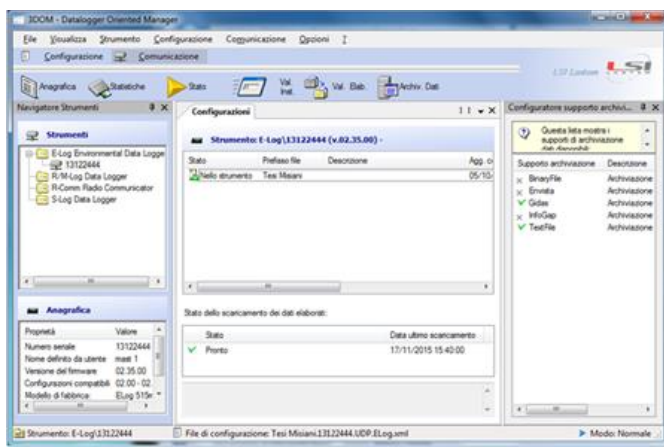 3DOM - Datalogger Oriented Manager
File Visualizza Strumento Configurazione Comunicazione Opzioni ?
Configurazione Comunicazione
Anagrafica Statistiche Stato Val. Inst. Val. Elab. Archiv. Dati
LSI
Navigatore Strumenti
Strumenti
E-Log Environmental Data Logge
13122444
R/M-Log Data Logger
R-Comm Radio Communicator
S-Log Data Logger
Anagrafica
Proprietà Valore
Numero seriale 13122444
Nome definito da utente mast 1
Versione del firmware 02.35.00
Configurazioni compatibili 02.00 - 02.
Modello di fabbrica ELog 515r
Configurazioni
Strumento: E-Log\13122444 (v.02.35.00) -
Stato Prefisso file Descrizione Agg. co
Nello strumento Tesi Misiani 05/10/
Stato dello scaricamento dei dati elaborati:
Stato Data ultimo scaricamento
Pronto 17/11/2015 15:40:00
Configuratore supporto archivi...
Questa lista mostra i
supporti di archiviazione
dati disponibili
Supporto archiviazione Descrizione
BinaryFile Archiviazione
Envista Archiviazione
Gidas Archiviazione
InfoGap Archiviazione
TextFile Archiviazione
Strumento: E-Log\13122444
File di configurazione: Tesi Misiani.13122444.UDP.ELog.xml
Modo: Normale